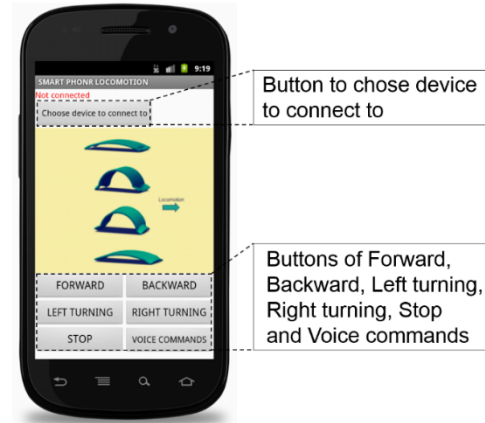 9:19
SMART PHONR LOCOMOTION
Not connected
Choose device to connect to
Button to chose device
to connect to
Locomotion
FORWARD BACKWARD
LEFT TURNING RIGHT TURNING
STOP VOICE COMMANDS
Buttons of Forward,
Backward, Left turning,
Right turning, Stop
and Voice commands